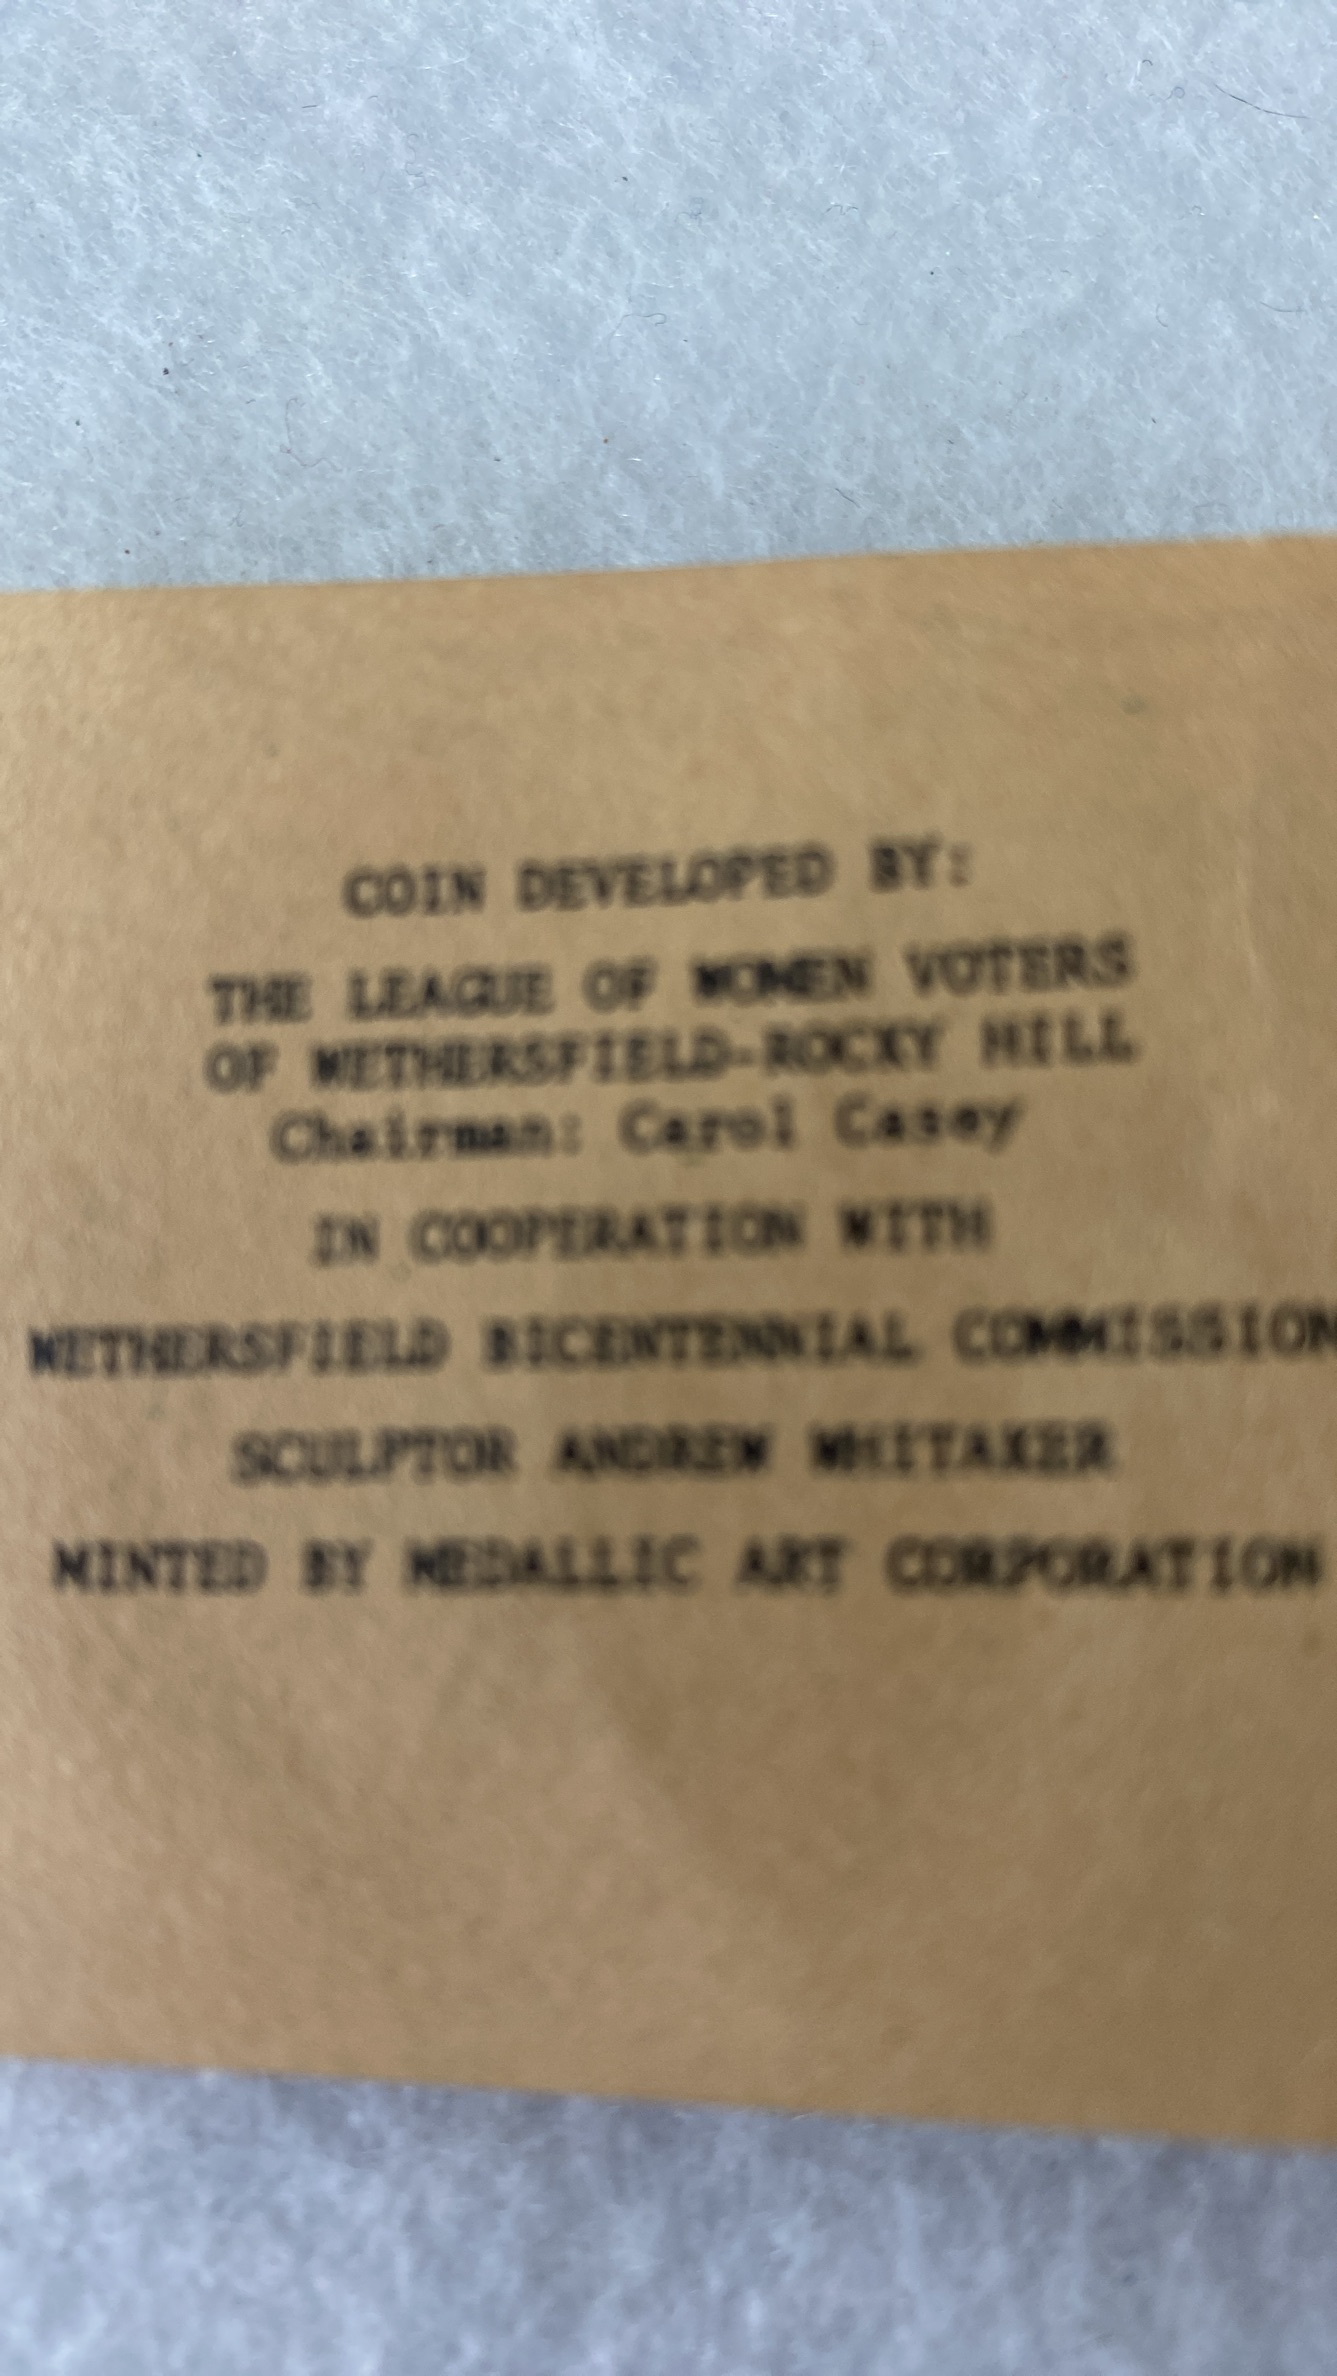 COIN DEVELOPED BY:
THE LEAGUE OF WOMEN VOTERS
OF WETHERSFIELD-ROCKY HILL
Chairman: Carol Casey
IN COOPERATION WITH
WETHERSFIELD BICENTENNIAL COMMISSION
SCULPTOR ANDREW WHITAKER
MINTED BY MEDALLIC ART CORPORATION